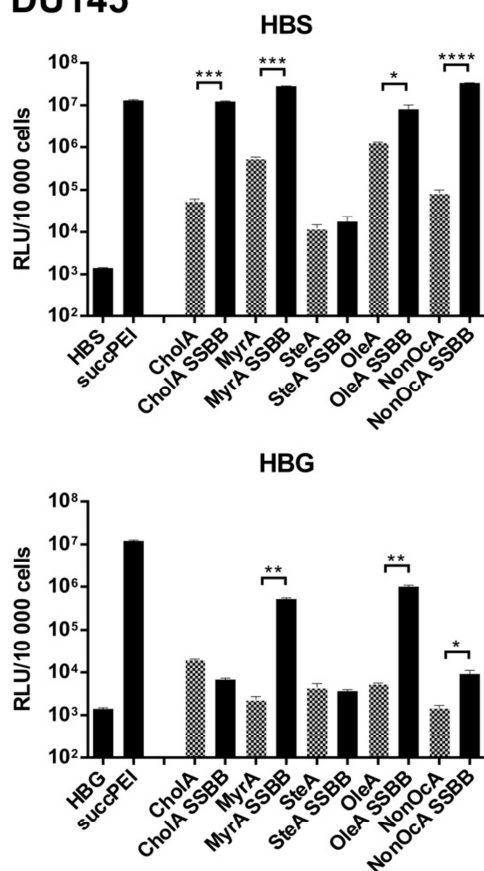 DU145
HBS
10⁸
10⁷
10⁶
10⁵
10⁴
10³
10²
RLU/10 000 cells
***
***
*
****
HBS
succPEI
CholA
CholA SSBB
MyrA
MyrA SSBB
SteA
SteA SSBB
OleA
OleA SSBB
NonOcA
NonOcA SSBB
HBG
10⁸
10⁷
10⁶
10⁵
10⁴
10³
10²
RLU/10 000 cells
**
**
*
HBG
succPEI
CholA
CholA SSBB
MyrA
MyrA SSBB
SteA
SteA SSBB
OleA
OleA SSBB
NonOcA
NonOcA SSBB